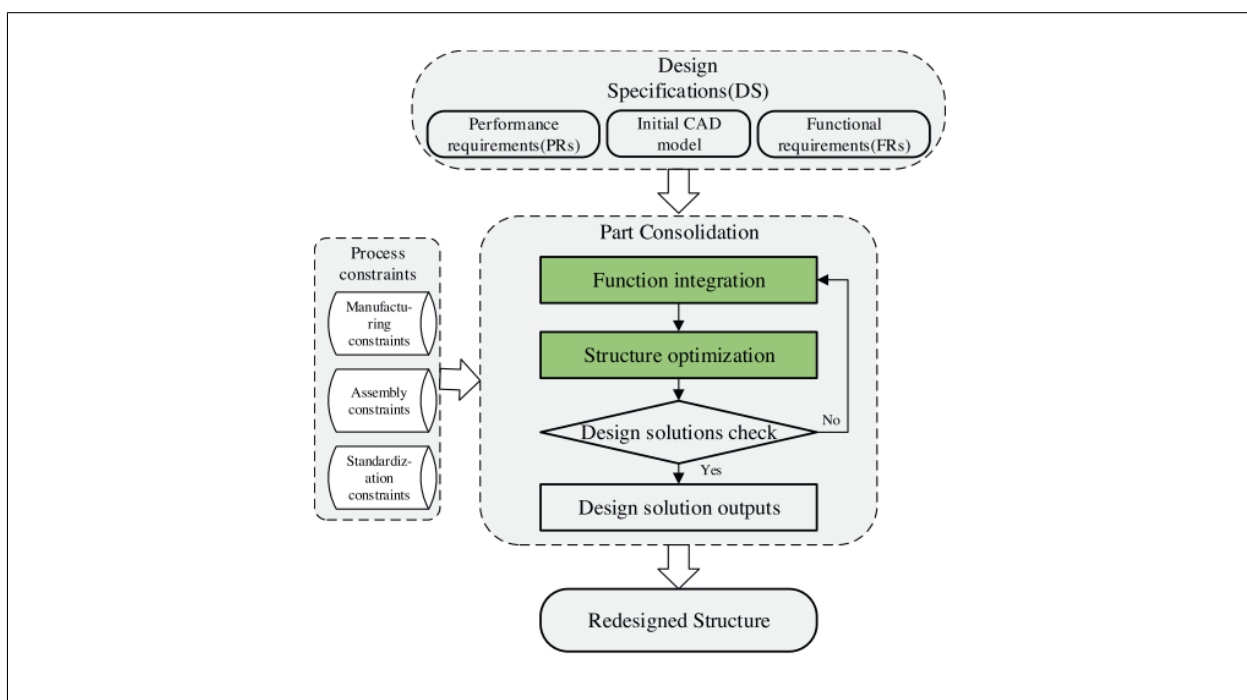 Design
Specifications(DS)
Performance
requirements(PRs)
Initial CAD
model
Functional
requirements(FRs)
Process
constraints
Manufactu-
ring
constraints
Assembly
constraints
Standardiz-
ation
constraints
Part Consolidation
Function integration
Structure optimization
Design solutions check
No
Yes
Design solution outputs
Redesigned Structure